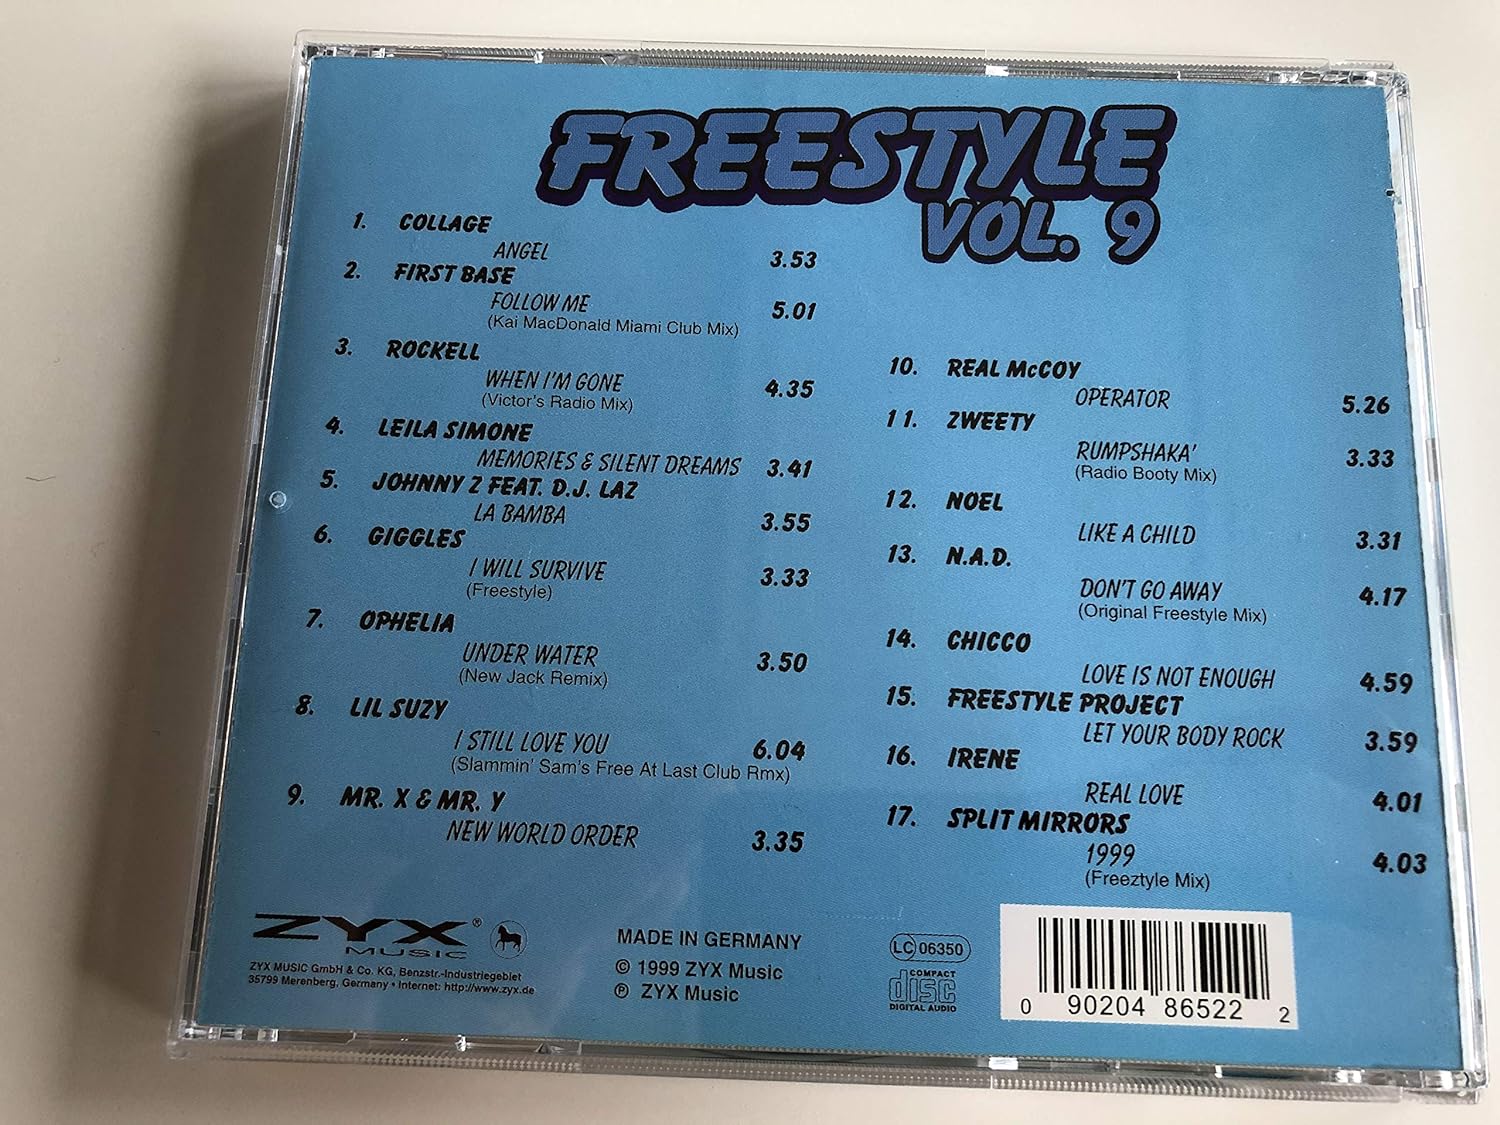 FREESTYLE
VOL. 9
1. COLLAGE
ANGEL 3.53
2. FIRST BASE
FOLLOW ME 5.01
(Kai MacDonald Miami Club Mix)
3. ROCKELL
WHEN I'M GONE 4.35
(Victor's Radio Mix)
4. LEILA SIMONE
MEMORIES & SILENT DREAMS 3.41
5. JOHNNY Z FEAT. D.J. LAZ
LA BAMBA 3.55
6. GIGGLES
I WILL SURVIVE 3.33
(Freestyle)
7. OPHELIA
UNDER WATER 3.50
(New Jack Remix)
8. LIL SUZY
I STILL LOVE YOU 6.04
(Slammin' Sam's Free At Last Club Rmx)
9. MR. X & MR. Y
NEW WORLD ORDER 3.35
10. REAL McCOY
OPERATOR 5.26
11. ZWEETY
RUMPSHAKA' 3.33
(Radio Booty Mix)
12. NOEL
LIKE A CHILD 3.31
13. N.A.D.
DON'T GO AWAY 4.17
(Original Freestyle Mix)
14. CHICCO
LOVE IS NOT ENOUGH 4.59
15. FREESTYLE PROJECT
LET YOUR BODY ROCK 3.59
16. IRENE
REAL LOVE 4.01
17. SPLIT MIRRORS
1999 4.03
(Freeztyle Mix)
ZYX®
MUSIC
ZYX MUSIC GmbH & Co. KG, Benzstr.-Industriegebiet
35799 Merenberg, Germany • Internet: http://www.zyx.de
MADE IN GERMANY
© 1999 ZYX Music
℗ ZYX Music
LC 06350
COMPACT
disc
DIGITAL AUDIO
0 90204 86522 2